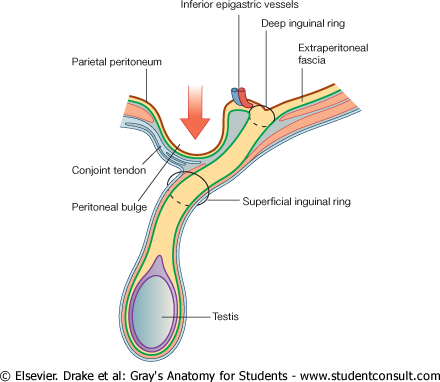 Inferior epigastric vessels
Deep inguinal ring
Extraperitoneal
fascia
Parietal peritoneum
Conjoint tendon
Peritoneal bulge
Superficial inguinal ring
Testis
© Elsevier. Drake et al: Gray's Anatomy for Students - www.studentconsult.com